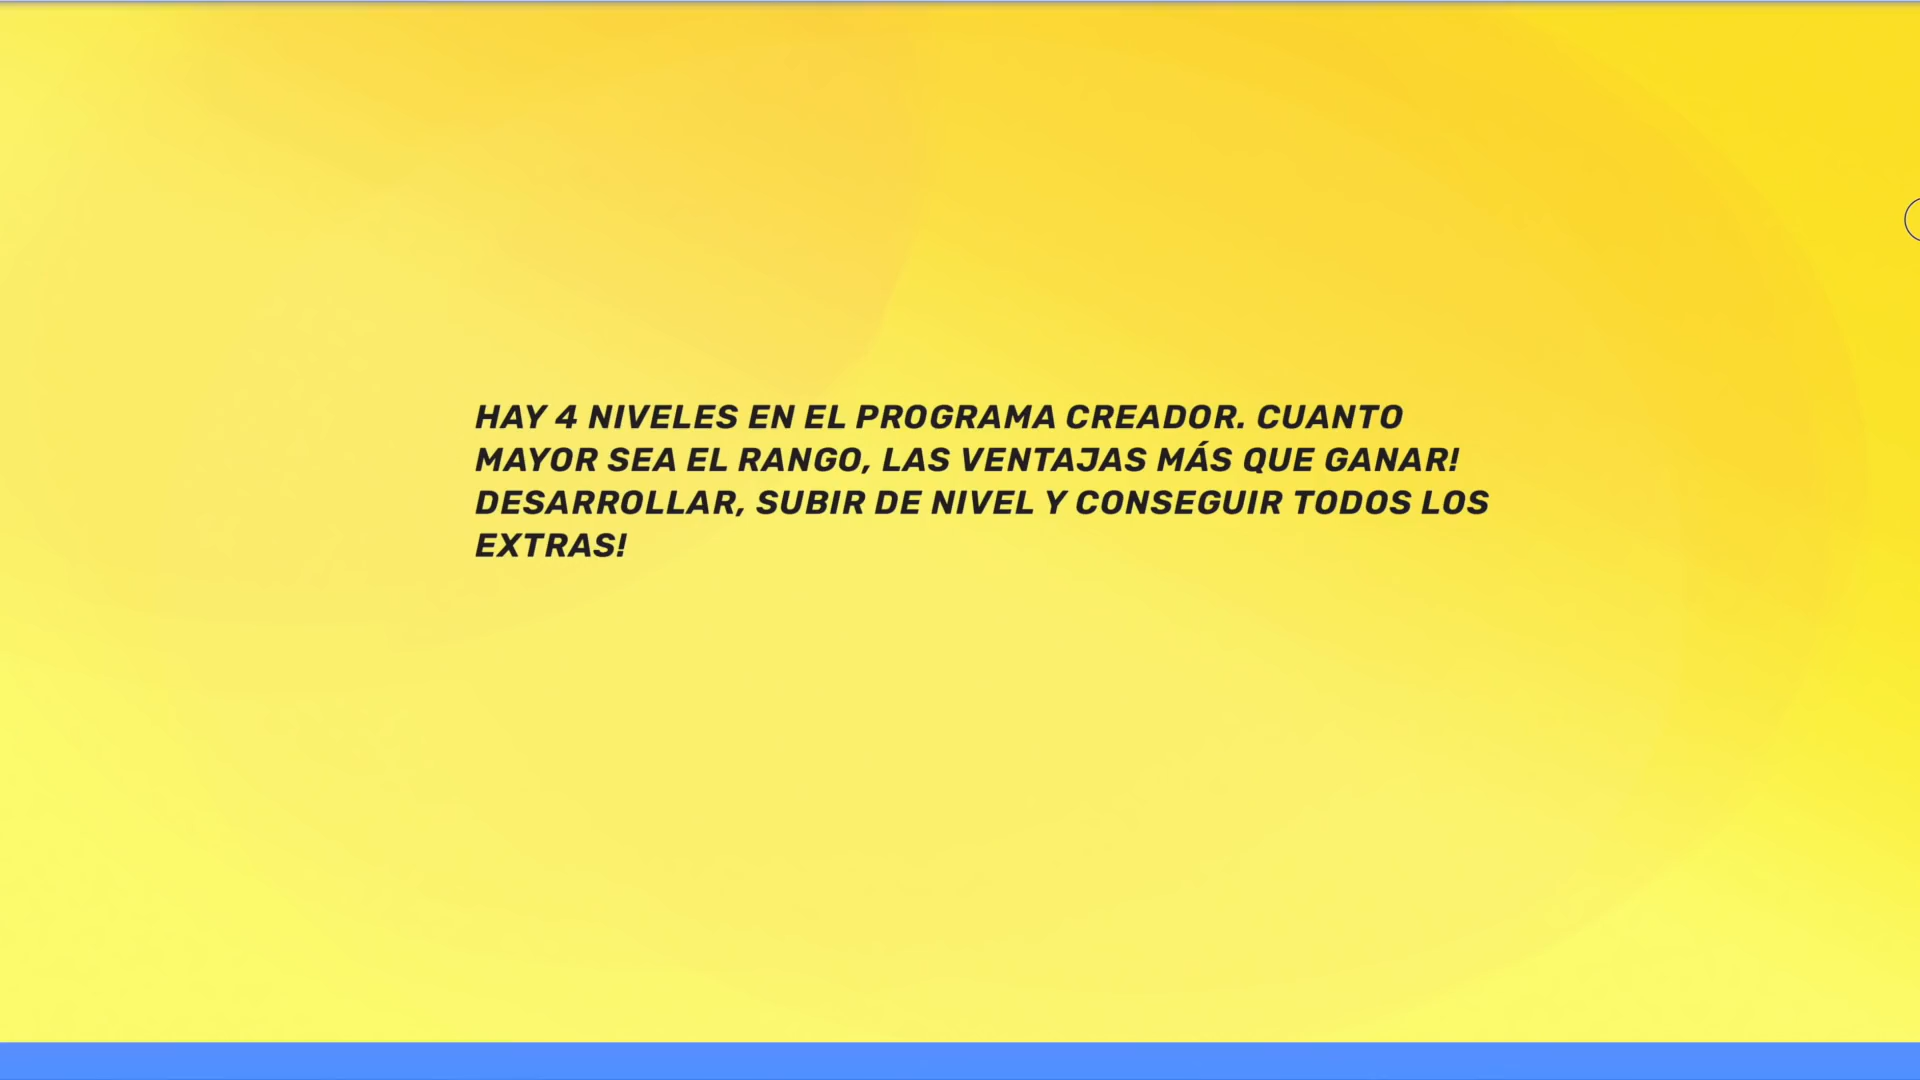 HAY 4 NIVELES EN EL PROGRAMA CREADOR. CUANTO
MAYOR SEA EL RANGO, LAS VENTAJAS MÁS QUE GANAR!
DESARROLLAR, SUBIR DE NIVEL Y CONSEGUIR TODOS LOS
EXTRAS!